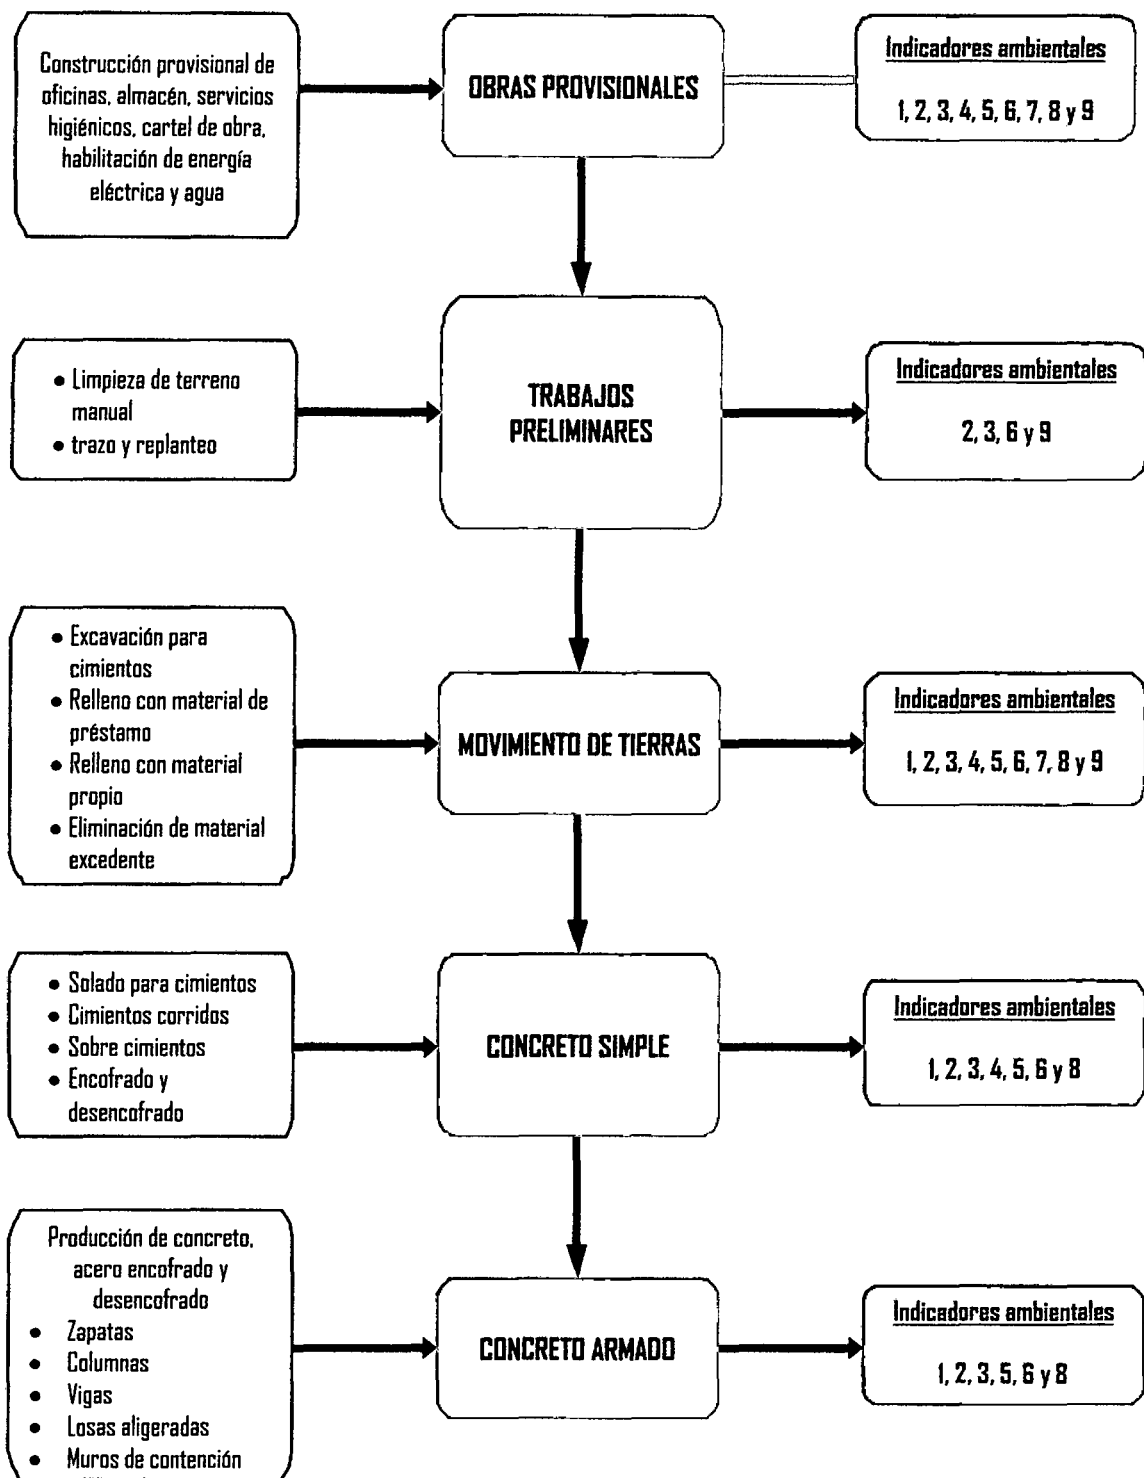 Construcción provisional de
oficinas, almacén, servicios
higiénicos, cartel de obra,
habilitación de energía
eléctrica y agua
OBRAS PROVISIONALES
Indicadores ambientales
1, 2, 3, 4, 5, 6, 7, 8 y 9
• Limpieza de terreno
manual
• trazo y replanteo
TRABAJOS
PRELIMINARES
Indicadores ambientales
2, 3, 6 y 9
• Excavación para
cimientos
• Relleno con material de
préstamo
• Relleno con material
propio
• Eliminación de material
excedente
MOVIMIENTO DE TIERRAS
Indicadores ambientales
1, 2, 3, 4, 5, 6, 7, 8 y 9
• Solado para cimientos
• Cimientos corridos
• Sobre cimientos
• Encofrado y
desencofrado
CONCRETO SIMPLE
Indicadores ambientales
1, 2, 3, 4, 5, 6 y 8
Producción de concreto,
acero encofrado y
desencofrado
• Zapatas
• Columnas
• Vigas
• Losas aligeradas
• Muros de contención
CONCRETO ARMADO
Indicadores ambientales
1, 2, 3, 5, 6 y 8